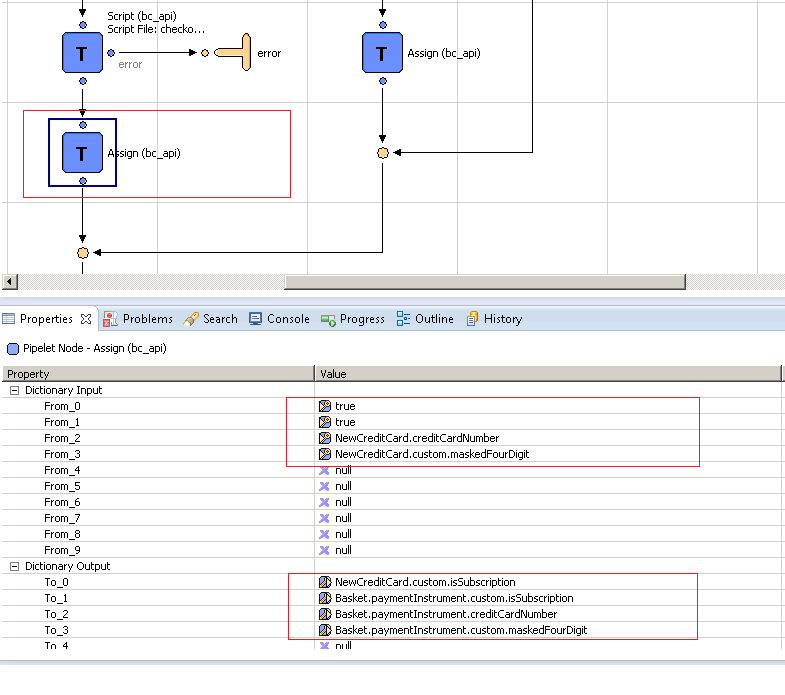 Script (bc_api)
Script File: checko...
T
error
error
T
Assign (bc_api)
T
Assign (bc_api)
Properties
Problems
Search
Console
Progress
Outline
History
Pipelet Node - Assign (bc_api)
Property Value
Dictionary Input
From_0 true
From_1 true
From_2 NewCreditCard.creditCardNumber
From_3 NewCreditCard.custom.maskedFourDigit
From_4 null
From_5 null
From_6 null
From_7 null
From_8 null
From_9 null
Dictionary Output
To_0 NewCreditCard.custom.isSubscription
To_1 Basket.paymentInstrument.custom.isSubscription
To_2 Basket.paymentInstrument.creditCardNumber
To_3 Basket.paymentInstrument.custom.maskedFourDigit
To_4 null